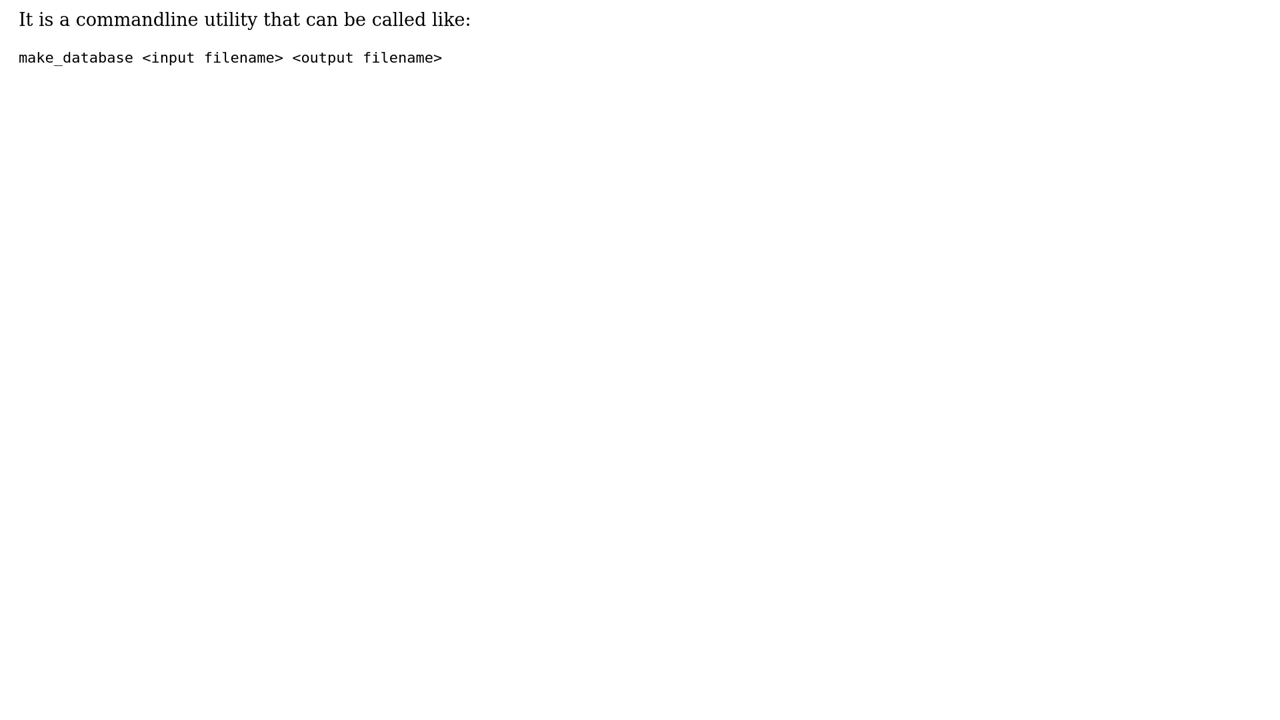 It is a commandline utility that can be called like:
make_database <input filename> <output filename>